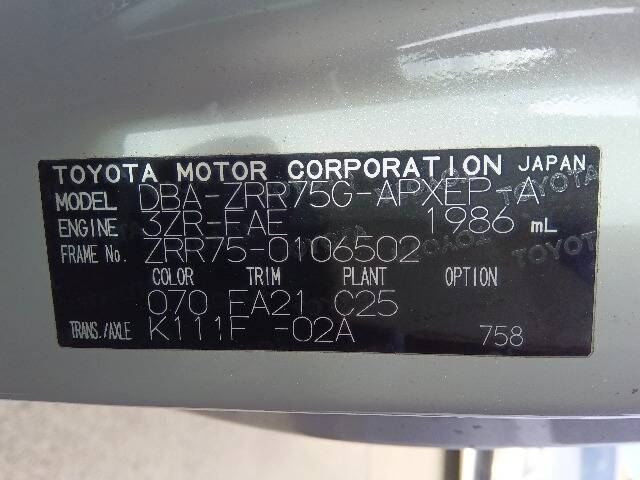 TOYOTA MOTOR CORPORATION JAPAN
MODEL DBA-ZRR75G-APXEP-A
ENGINE 3ZR-FAE 1986 mL
FRAME No. ZRR75-0106502
COLOR TRIM PLANT OPTION
070 FA21 C25
TRANS./AXLE K111F -02A 758